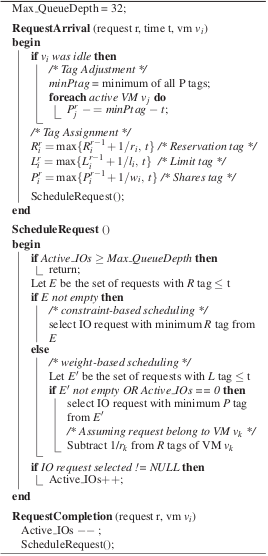 Max_QueueDepth = 32;
RequestArrival (request r, time t, vm v_i)
begin
if v_i was idle then
/* Tag Adjustment */
minPtag = minimum of all P tags;
foreach active VM v_j do
P_j^r −= minPtag − t;
/* Tag Assignment */
R_i^r = max{R_i^{r−1} + 1/r_i, t} /* Reservation tag */
L_i^r = max{L_i^{r−1} + 1/l_i, t} /* Limit tag */
P_i^r = max{P_i^{r−1} + 1/w_i, t} /* Shares tag */
ScheduleRequest();
end
ScheduleRequest ()
begin
if Active_IOs ≥ Max_QueueDepth then
return;
Let E be the set of requests with R tag ≤ t
if E not empty then
/* constraint-based scheduling */
select IO request with minimum R tag from
E
else
/* weight-based scheduling */
Let E′ be the set of requests with L tag ≤ t
if E′ not empty OR Active_IOs == 0 then
select IO request with minimum P tag
from E′
/* Assuming request belong to VM v_k */
Subtract 1/r_k from R tags of VM v_k
if IO request selected != NULL then
Active_IOs++;
end
RequestCompletion (request r, vm v_i)
Active_IOs −− ;
ScheduleRequest();